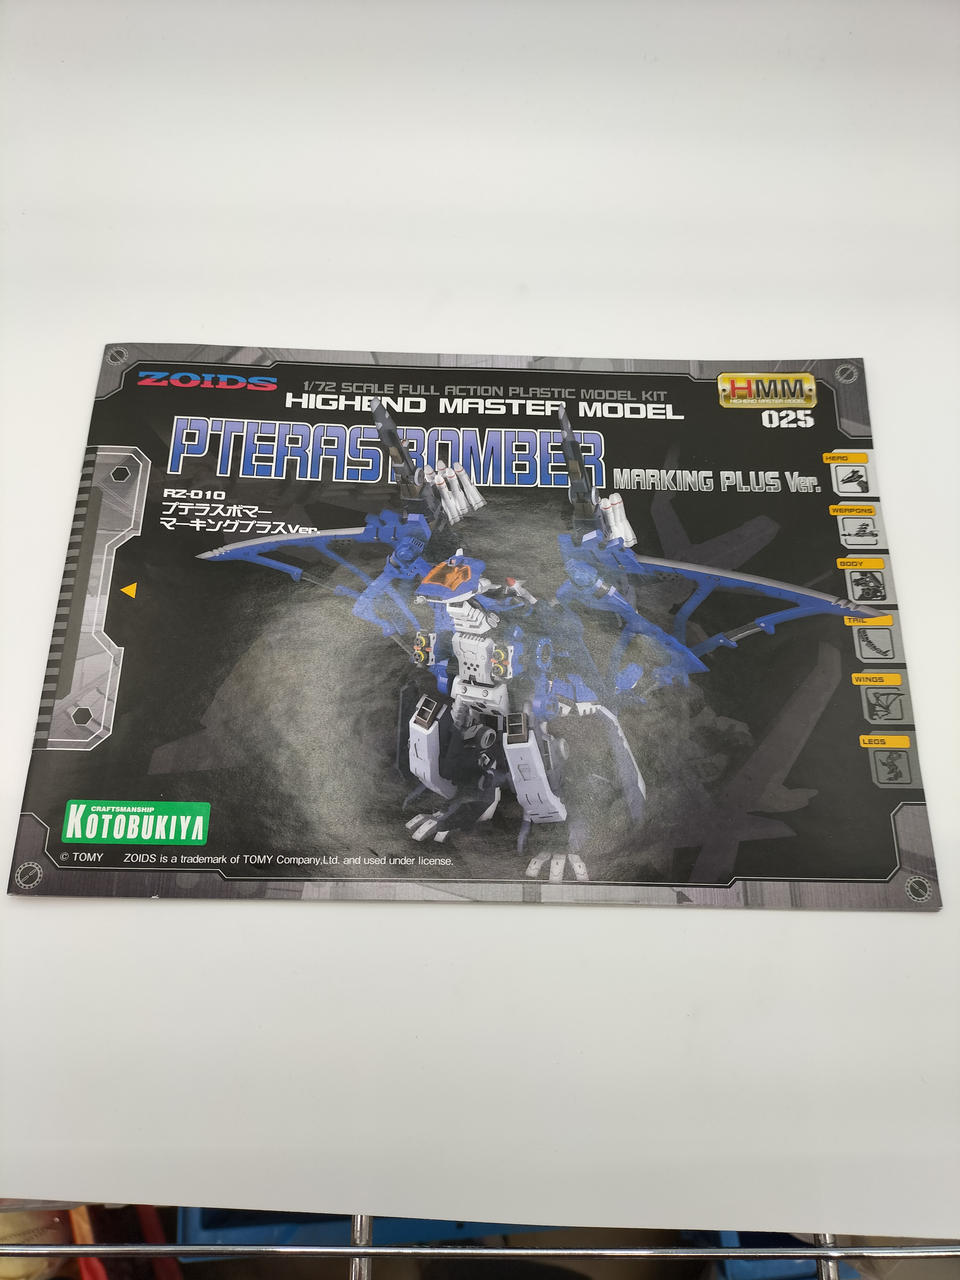 ZOIDS
1/72 SCALE FULL ACTION PLASTIC MODEL KIT
HIGHEND MASTER MODEL
HMM
HIGHEND MASTER MODEL
025
PTERAS BOMBER
MARKING PLUS Ver.
RZ-010
プテラスボマー
マーキングプラスVer.
HEAD
WEAPONS
BODY
TAIL
WINGS
LEGS
CRAFTSMANSHIP
KOTOBUKIYA
© TOMY ZOIDS is a trademark of TOMY Company,Ltd. and used under license.